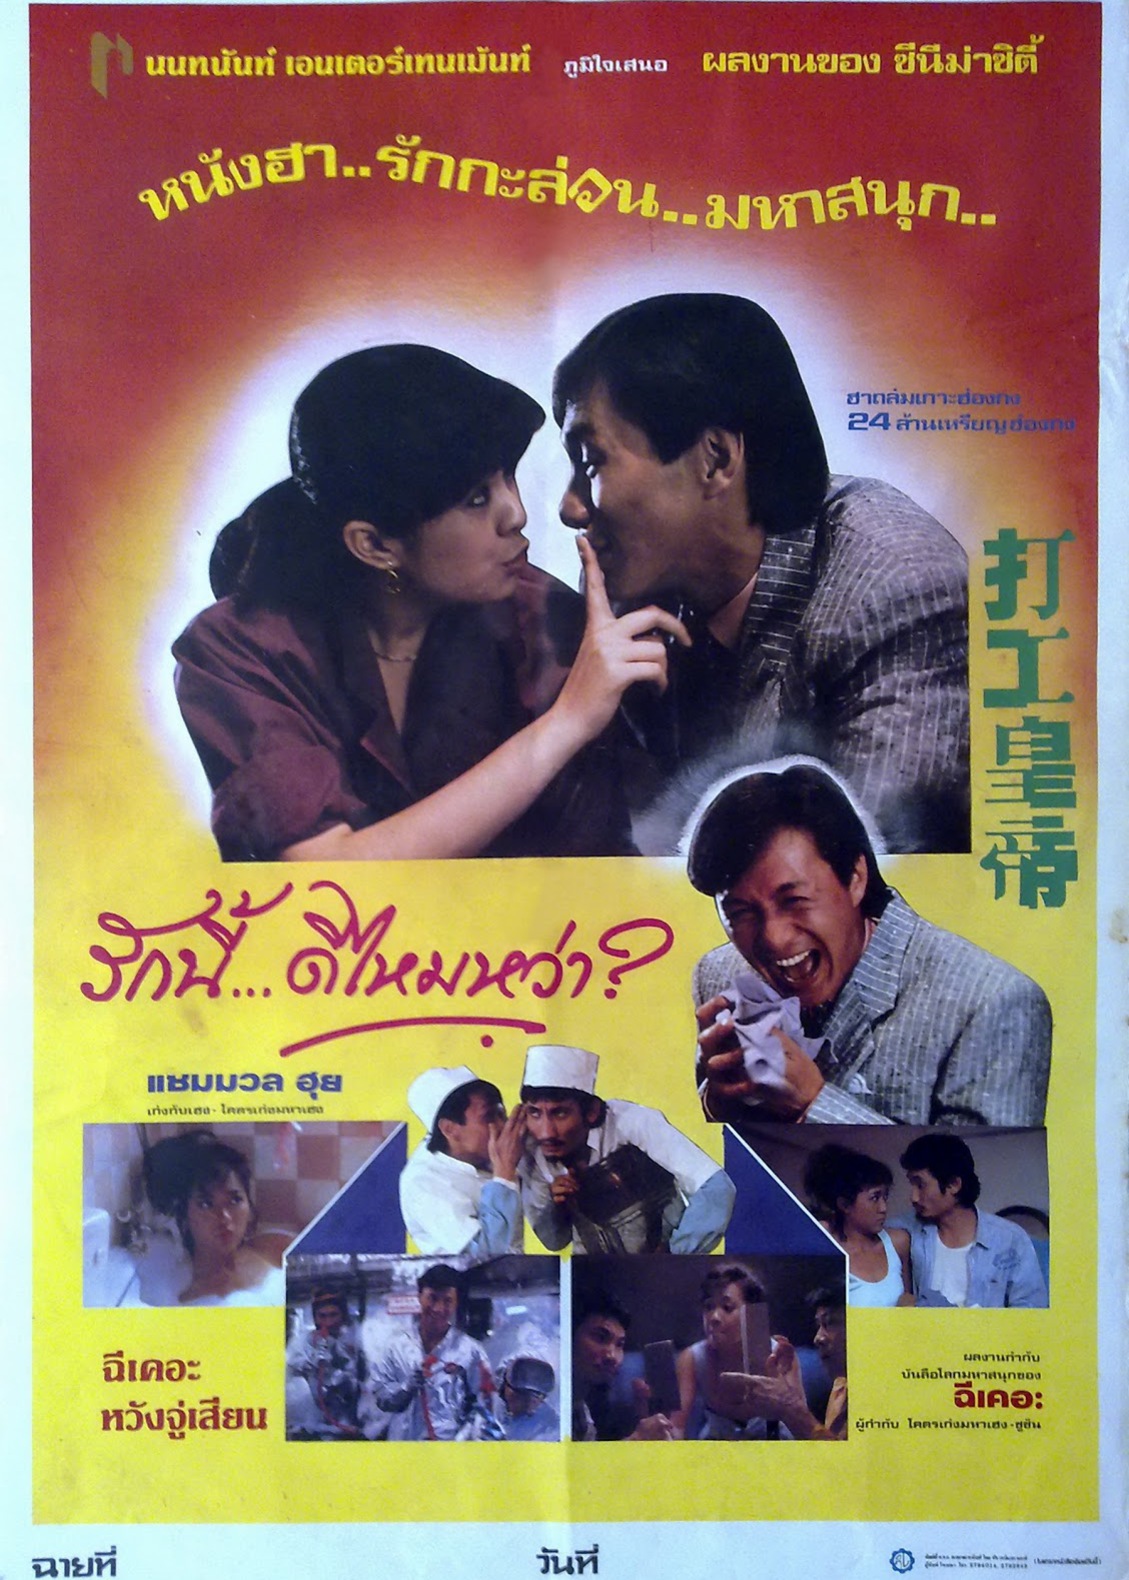 นนทนันท์ เอนเตอร์เทนเม้นท์ ภูมิใจเสนอ ผลงานของ ซีนีม่าซิตี้
หนังฮา..รักกะล่อน..มหาสนุก..
ฮาถล่มเกาะฮ่องกง
24 ล้านเหรียญฮ่องกง
打工皇帝
รักนี้...ดีไหมหว่า?
แซมมวล ฮุย
เก่งกับเฮง - โคตรเก่งมหาเฮง
ฉีเคอะ
หวังจู่เสียน
ผลงานกำกับ
บันลือโลกมหาสนุกของ
ฉีเคอะ
ผู้กำกับ โคตรเก่งมหาเฮง - ซูซัน
ฉายที่ วันที่